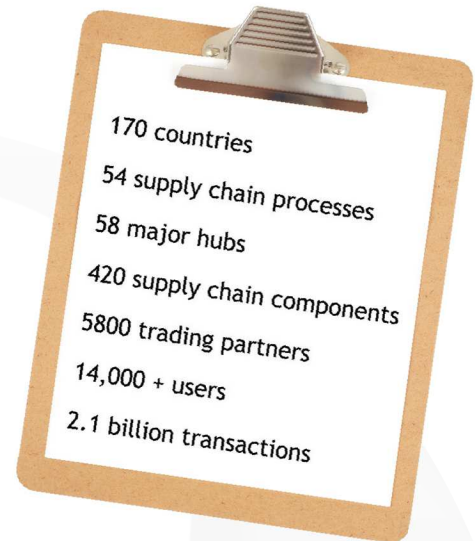 170 countries
54 supply chain processes
58 major hubs
420 supply chain components
5800 trading partners
14,000 + users
2.1 billion transactions